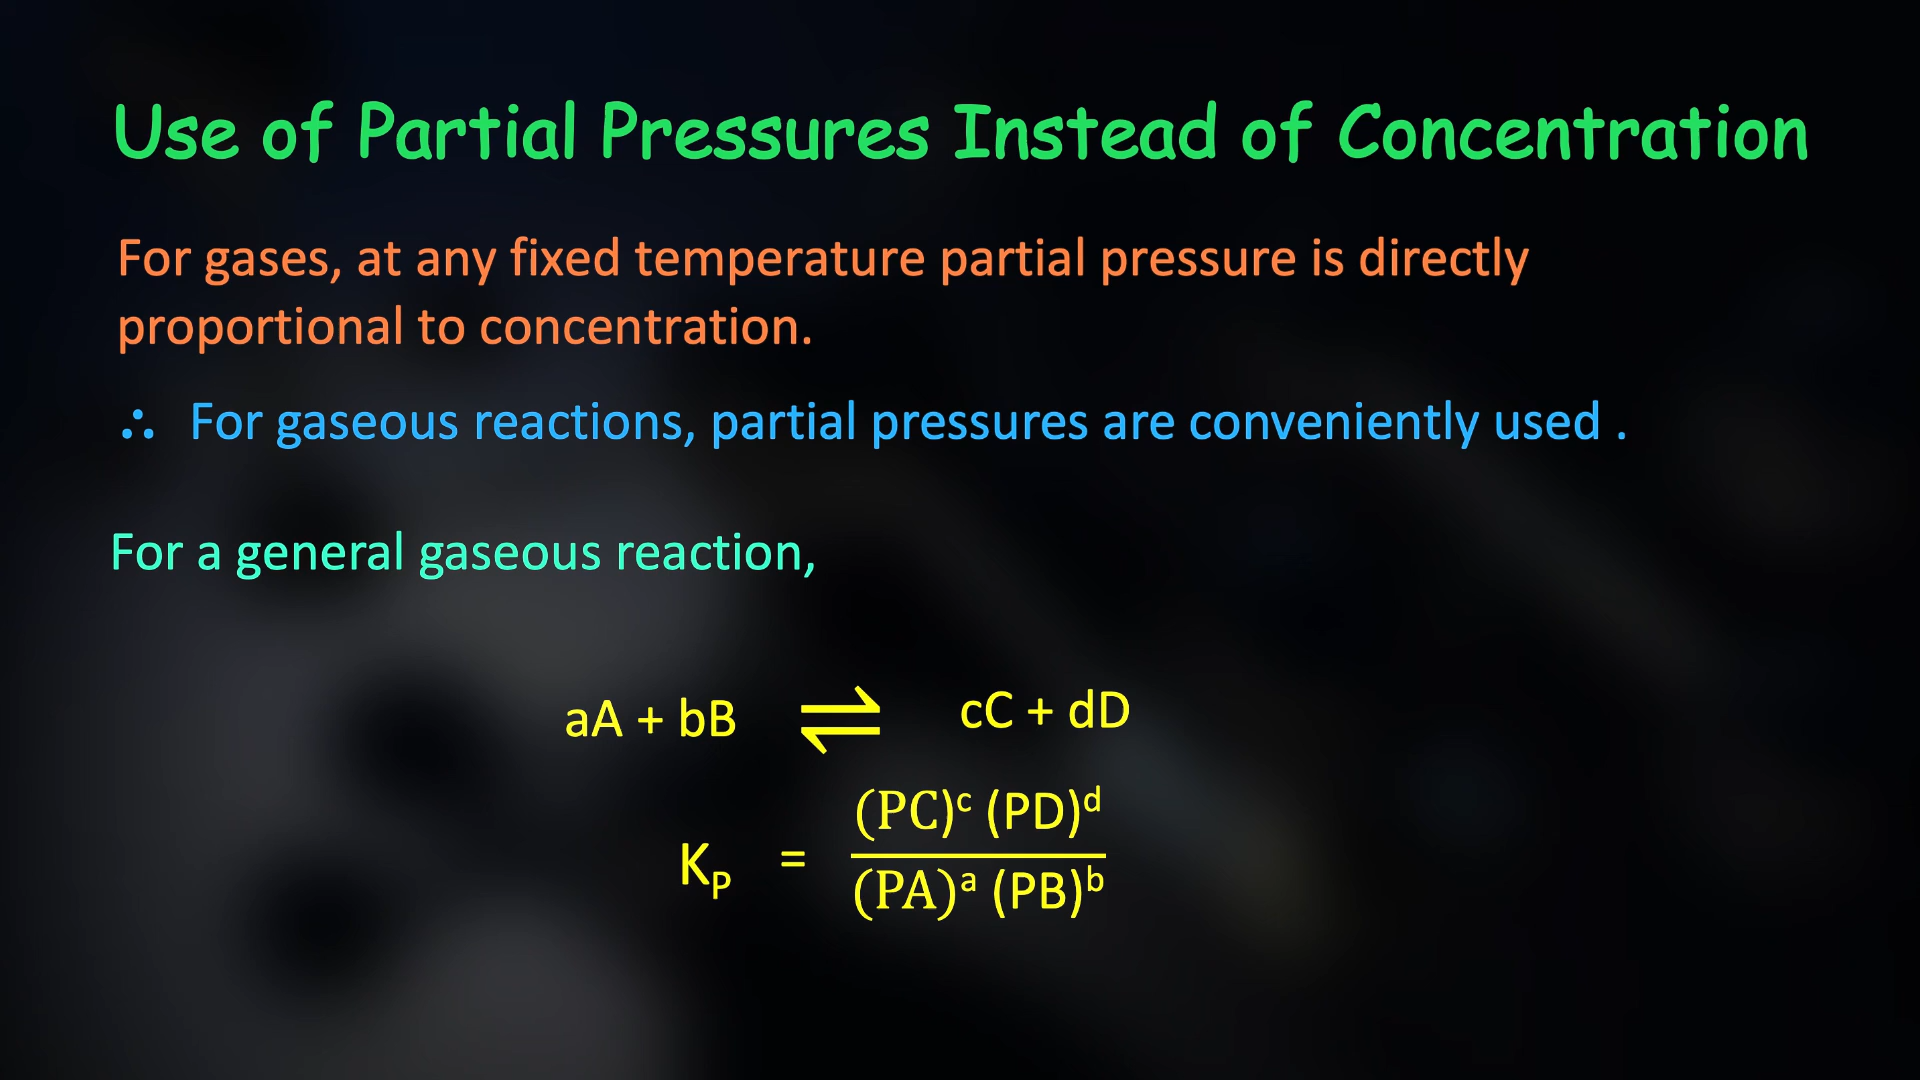 Use of Partial Pressures Instead of Concentration
For gases, at any fixed temperature partial pressure is directly
proportional to concentration.
∴ For gaseous reactions, partial pressures are conveniently used .
For a general gaseous reaction,
aA + bB ⇌ cC + dD
(PC)ᶜ (PD)ᵈ
K_P =
(PA)ᵃ (PB)ᵇ